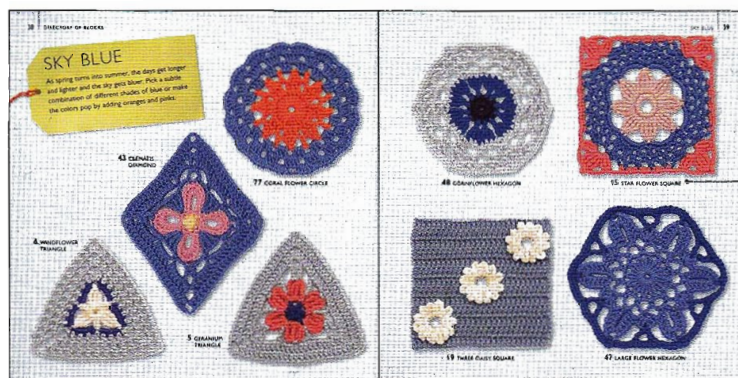 38 DIRECTORY OF BLOCKS
SKY BLUE
As spring turns into summer, the days get longer
and lighter and the sky gets bluer. Pick a subtle
combination of different shades of blue or make
the colors pop by adding oranges and pinks.
43 CLEMATIS
DIAMOND
77 CORAL FLOWER CIRCLE
TRIANGLE
5 GERANIUM
TRIANGLE
SKY BLUE 39
48 CORNFLOWER HEXAGON
15 STAR FLOWER SQUARE
19 THREE DAISY SQUARE
47 LARGE FLOWER HEXAGON